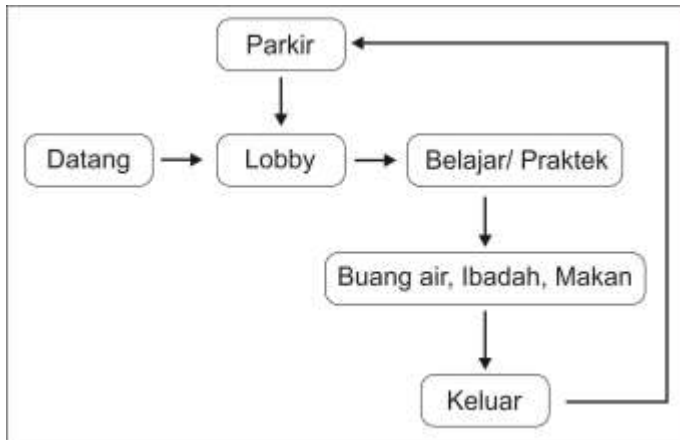 Parkir
Datang
Lobby
Belajar/ Praktek
Buang air, Ibadah, Makan
Keluar